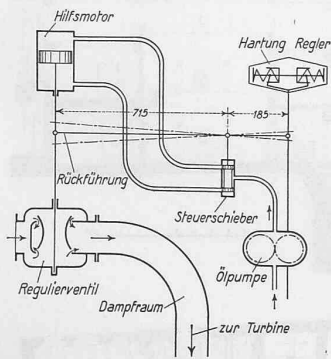 Hilfsmotor
Hartung Regler
715
185
Rückführung
Steuerschieber
Regulierventil
Ölpumpe
Dampfraum
zur Turbine